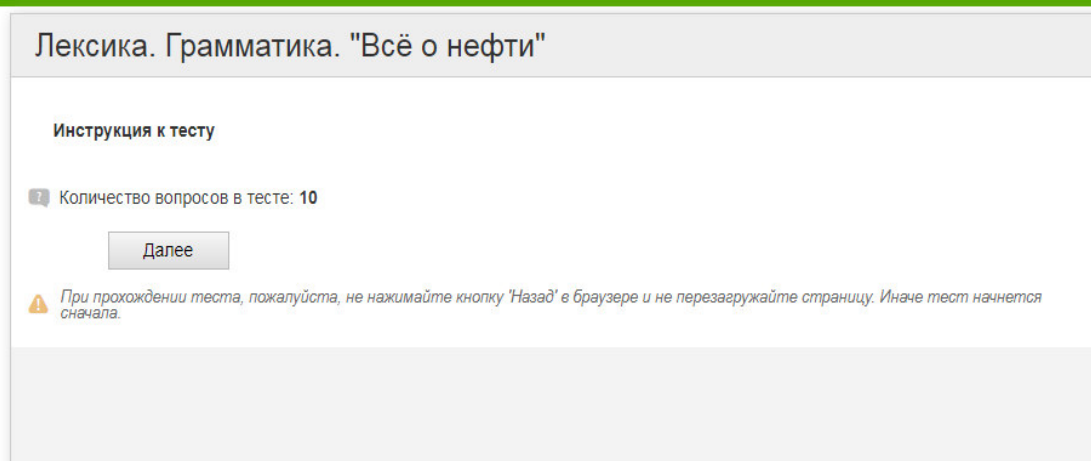 Лексика. Грамматика. "Всё о нефти"
Инструкция к тесту
Количество вопросов в тесте: 10
Далее
При прохождении теста, пожалуйста, не нажимайте кнопку 'Назад' в браузере и не перезагружайте страницу. Иначе тест начнется
сначала.